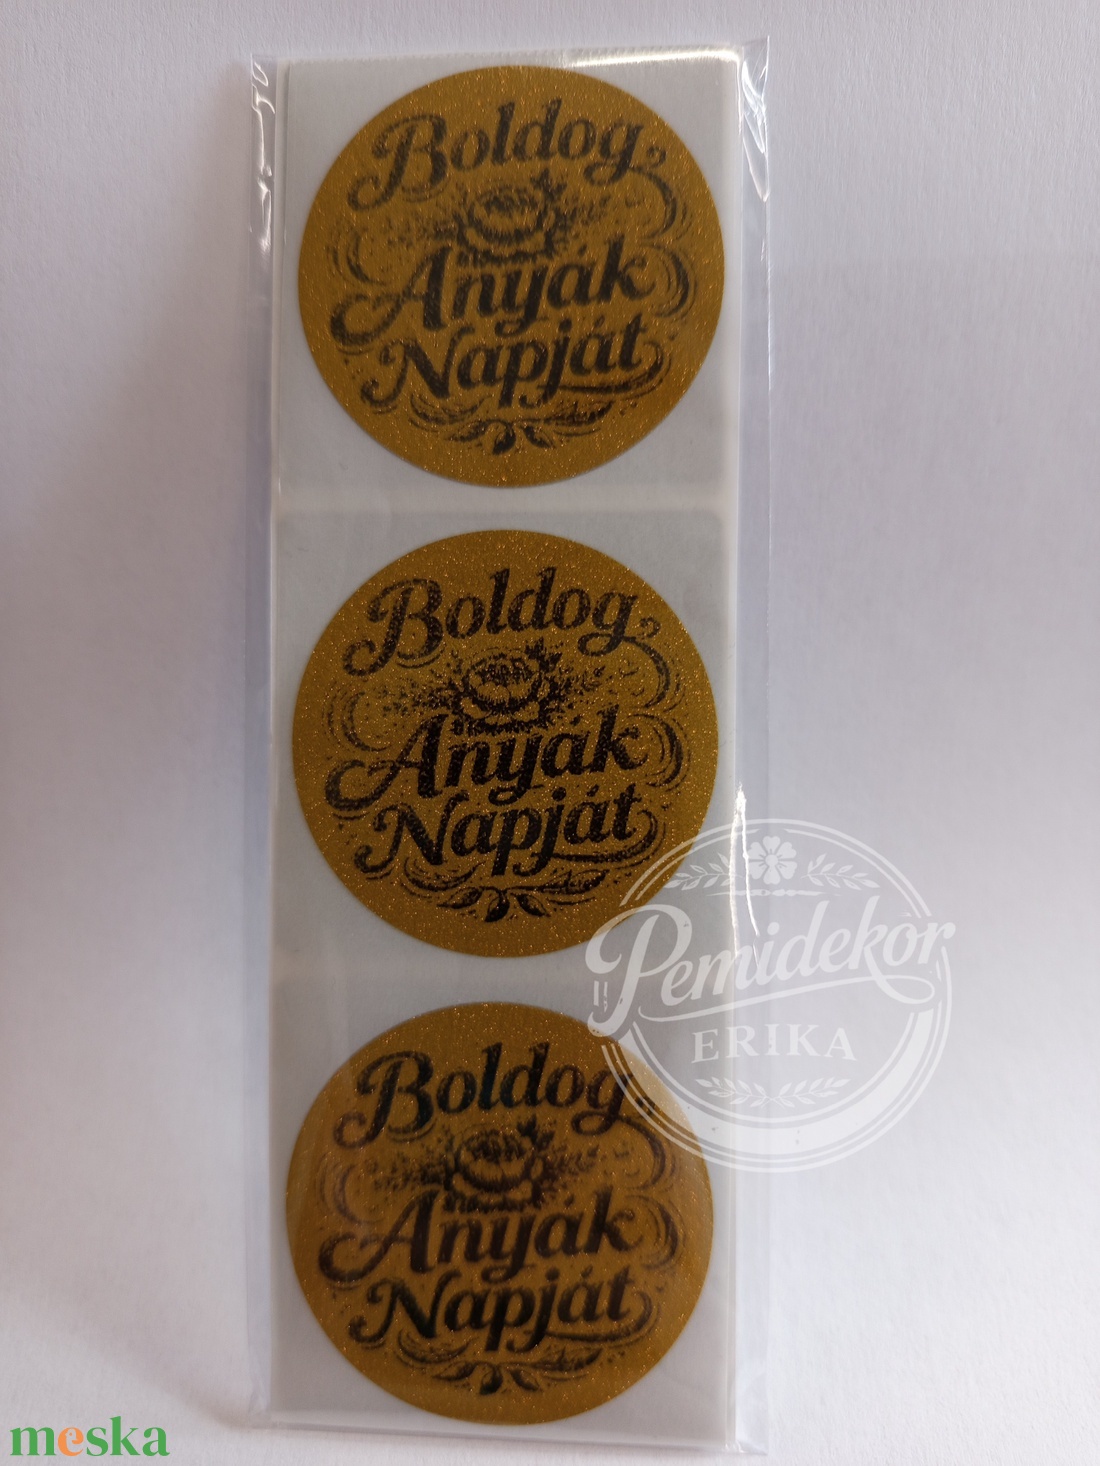 Boldog
Anyák
Napját
Boldog
Anyák
Napját
Pemidekor
ERIKA
Boldog
Anyák
Napját
meska